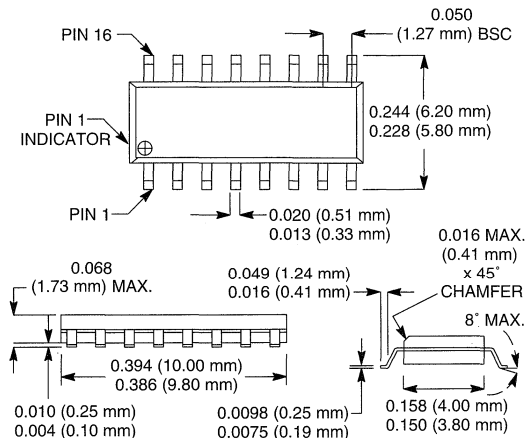 0.050
(1.27 mm) BSC
PIN 16
0.244 (6.20 mm)
0.228 (5.80 mm)
PIN 1
INDICATOR
PIN 1
0.020 (0.51 mm)
0.013 (0.33 mm)
0.068
(1.73 mm) MAX.
0.049 (1.24 mm)
0.016 (0.41 mm)
0.016 MAX.
(0.41 mm)
x 45°
CHAMFER
8° MAX.
0.394 (10.00 mm)
0.386 (9.80 mm)
0.010 (0.25 mm)
0.004 (0.10 mm)
0.0098 (0.25 mm)
0.0075 (0.19 mm)
0.158 (4.00 mm)
0.150 (3.80 mm)